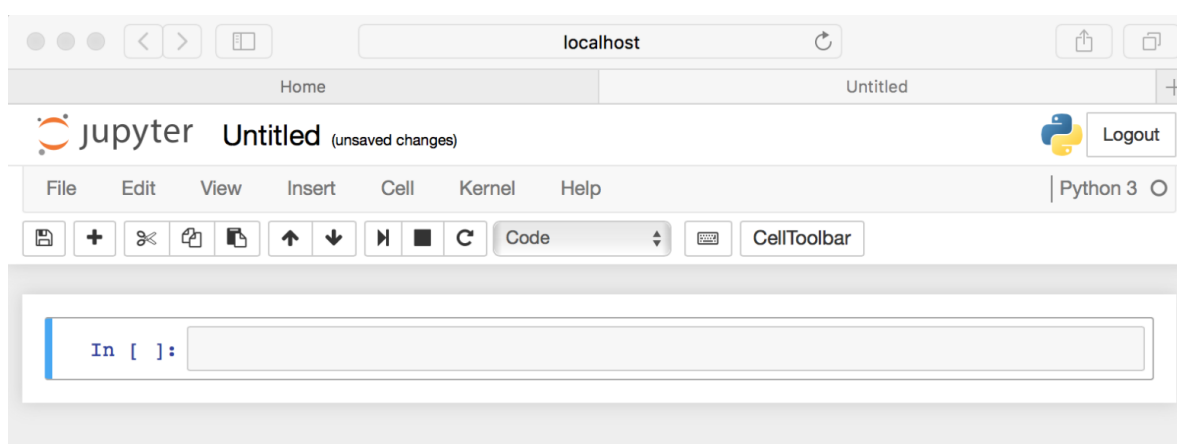 localhost
Home Untitled
jupyter Untitled (unsaved changes) Logout
File Edit View Insert Cell Kernel Help Python 3
Code CellToolbar
In [ ]: